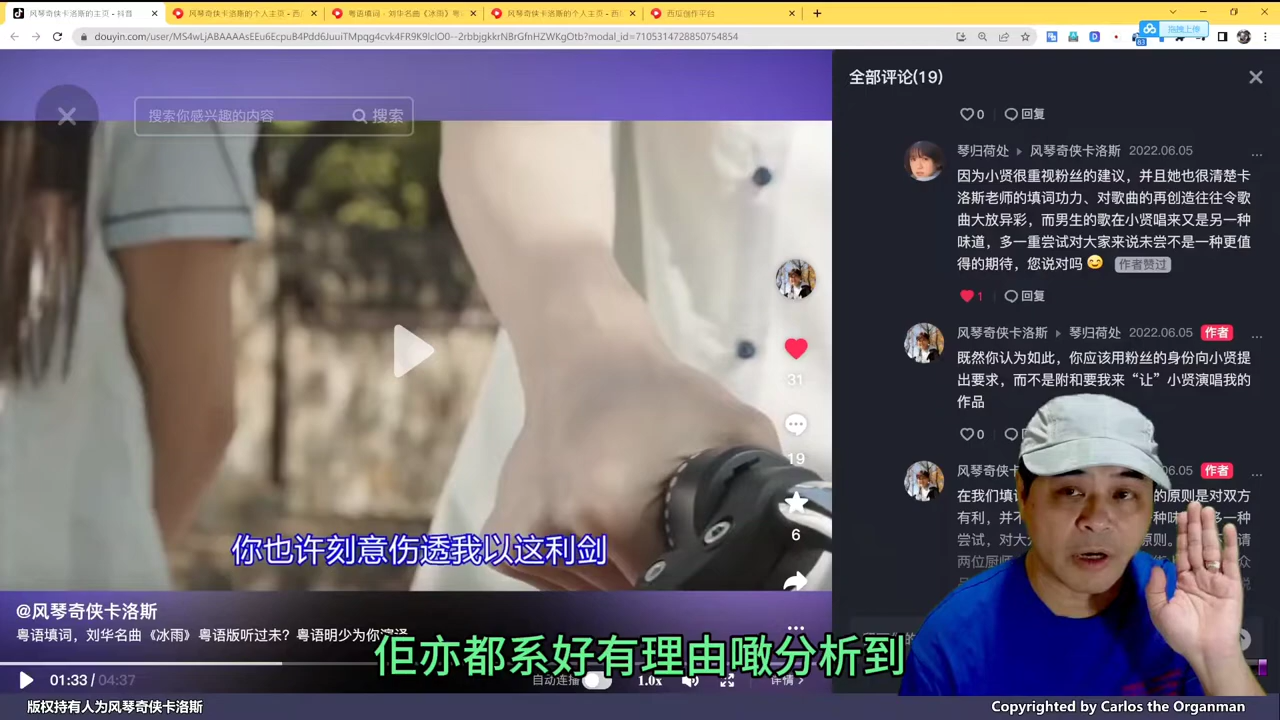 风琴奇侠卡洛斯的主页 - 抖音
风琴奇侠卡洛斯的个人主页 - 西瓜
粤语填词 - 刘华名曲《冰雨》粤
风琴奇侠卡洛斯的个人主页 - 西瓜
西瓜创作平台
拖拽上传
83
全部评论(19)
搜索你感兴趣的内容
搜索
0 回复
琴归荷处 风琴奇侠卡洛斯 2022.06.05
因为小贤很重视粉丝的建议，并且她也很清楚卡
洛斯老师的填词功力、对歌曲的再创造往往令歌
曲大放异彩，而男生的歌在小贤唱来又是另一种
味道，多一重尝试对大家来说未尝不是一种更值
得的期待，您说对吗😊 作者赞过
1 回复
风琴奇侠卡洛斯 琴归荷处 2022.06.05 作者
既然你认为如此，你应该用粉丝的身份向小贤提
出要求，而不是附和要我来“让”小贤演唱我的
作品
0
风琴奇侠卡 .06.05 作者
在我们填 的原则是对双方
有利，并不 多一种
尝试，对大 原则。 请
两位厨师
31
19
6
你也许刻意伤透我以这利剑
@风琴奇侠卡洛斯
粤语填词，刘华名曲《冰雨》粤语版听过未？粤语明少为你演绎
佢亦都系好有理由噉分析到
01:33 / 04:37
自动连播
1.0x
详情
版权持有人为风琴奇侠卡洛斯
Copyrighted by Carlos the Organman